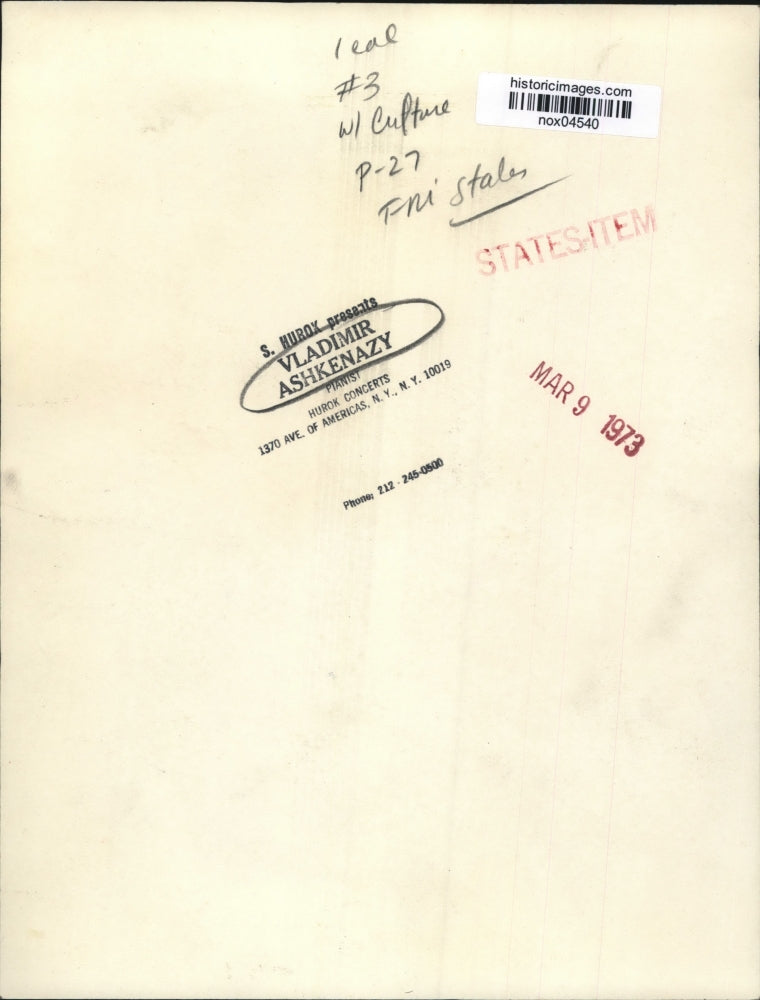 1 col
#3
w/ Culture
P-27
FRI States
historicimages.com
nox04540
STATES-ITEM
S. HUROK presents
VLADIMIR
ASHKENAZY
PIANIST
HUROK CONCERTS
1370 AVE. OF AMERICAS, N. Y., N. Y. 10019
Phone: 212 - 245-0500
MAR 9 1973